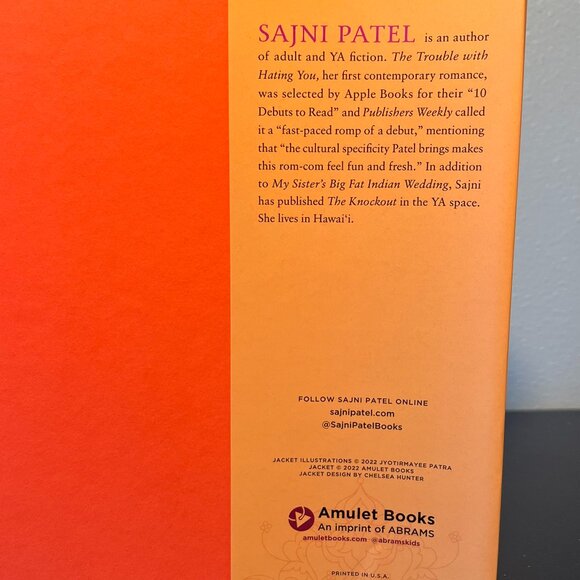 SAJNI PATEL is an author
of adult and YA fiction. The Trouble with
Hating You, her first contemporary romance,
was selected by Apple Books for their “10
Debuts to Read” and Publishers Weekly called
it a “fast-paced romp of a debut,” mentioning
that “the cultural specificity Patel brings makes
this rom-com feel fun and fresh.” In addition
to My Sister’s Big Fat Indian Wedding, Sajni
has published The Knockout in the YA space.
She lives in Hawaiʻi.
FOLLOW SAJNI PATEL ONLINE
sajnipatel.com
@SajniPatelBooks
JACKET ILLUSTRATIONS © 2022 JYOTIRMAYEE PATRA
JACKET © 2022 AMULET BOOKS
JACKET DESIGN BY CHELSEA HUNTER
Amulet Books
An imprint of ABRAMS
amuletbooks.com @abramskids
PRINTED IN U.S.A.